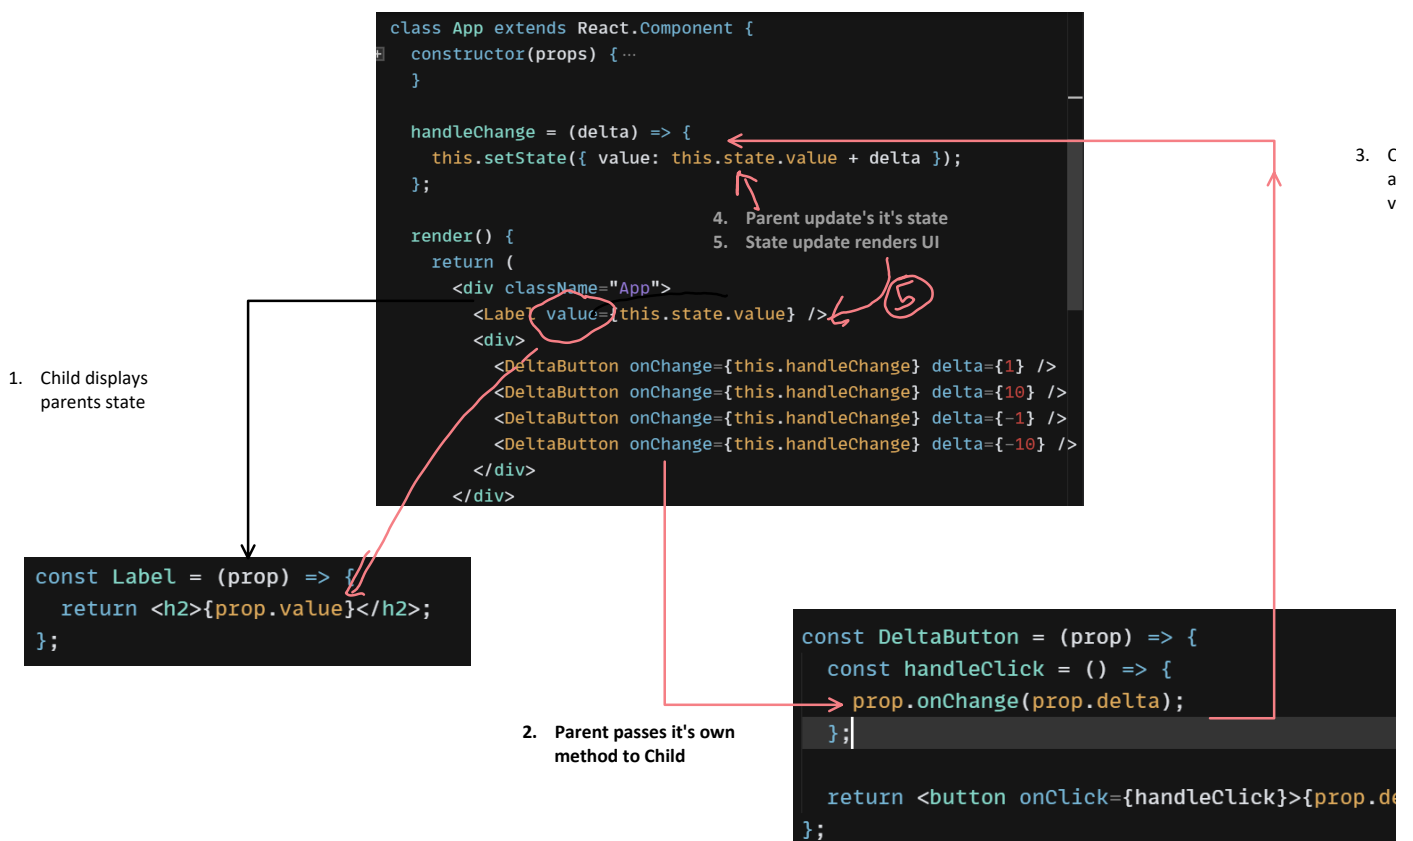 class App extends React.Component {
constructor(props) { ...
}
handleChange = (delta) => {
this.setState({ value: this.state.value + delta });
};
4. Parent update's it's state
5. State update renders UI
render() {
return (
<div className="App">
<Label value={this.state.value} />
5
<div>
<DeltaButton onChange={this.handleChange} delta={1} />
<DeltaButton onChange={this.handleChange} delta={10} />
<DeltaButton onChange={this.handleChange} delta={-1} />
<DeltaButton onChange={this.handleChange} delta={-10} />
</div>
</div>
1. Child displays
parents state
const Label = (prop) => {
return <h2>{prop.value}</h2>;
};
2. Parent passes it's own
method to Child
3. C
a
v
const DeltaButton = (prop) => {
const handleClick = () => {
prop.onChange(prop.delta);
};
return <button onClick={handleClick}>{prop.de
};